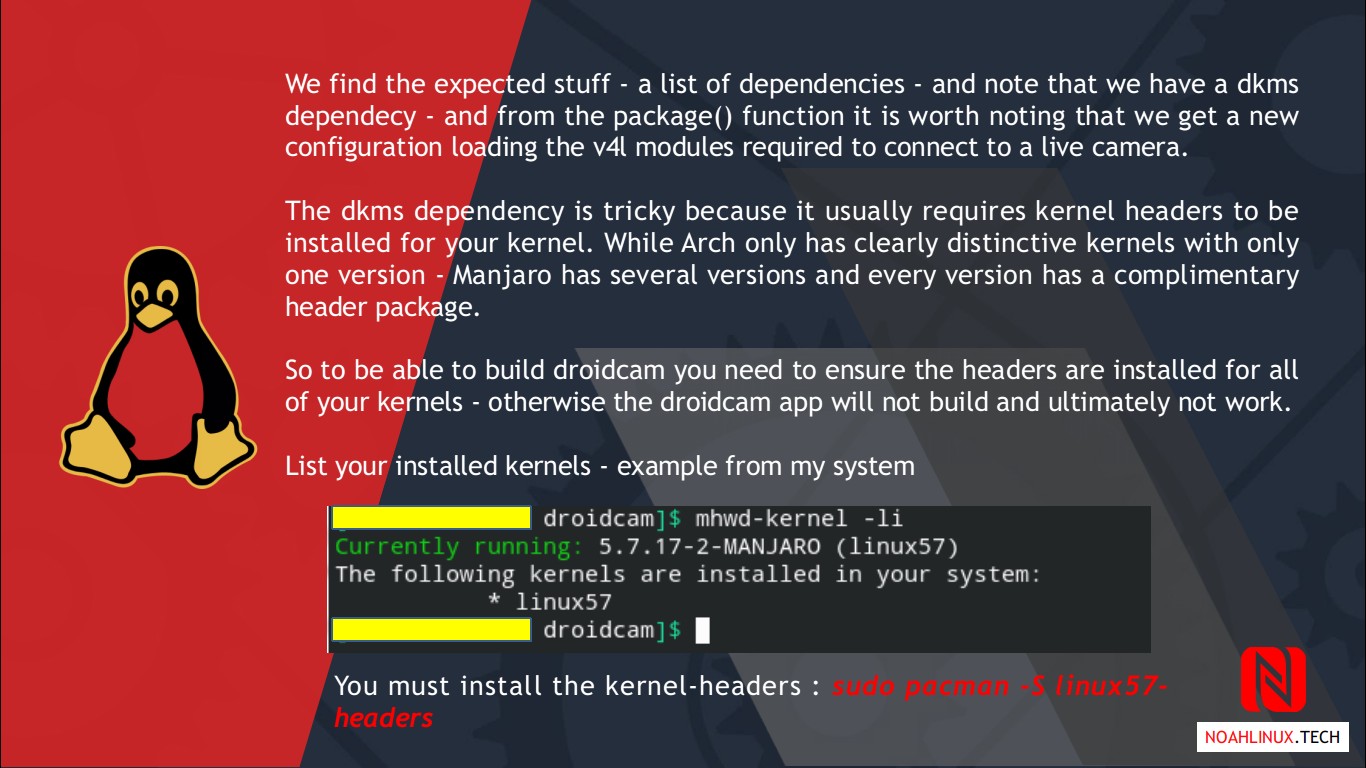 We find the expected stuff - a list of dependencies - and note that we have a dkms
dependecy - and from the package() function it is worth noting that we get a new
configuration loading the v4l modules required to connect to a live camera.
The dkms dependency is tricky because it usually requires kernel headers to be
installed for your kernel. While Arch only has clearly distinctive kernels with only
one version - Manjaro has several versions and every version has a complimentary
header package.
So to be able to build droidcam you need to ensure the headers are installed for all
of your kernels - otherwise the droidcam app will not build and ultimately not work.
List your installed kernels - example from my system
droidcam]$ mhwd-kernel -li
Currently running: 5.7.17-2-MANJARO (linux57)
The following kernels are installed in your system:
* linux57
droidcam]$
You must install the kernel-headers : sudo pacman -S linux57-
headers
NOAHLINUX.TECH